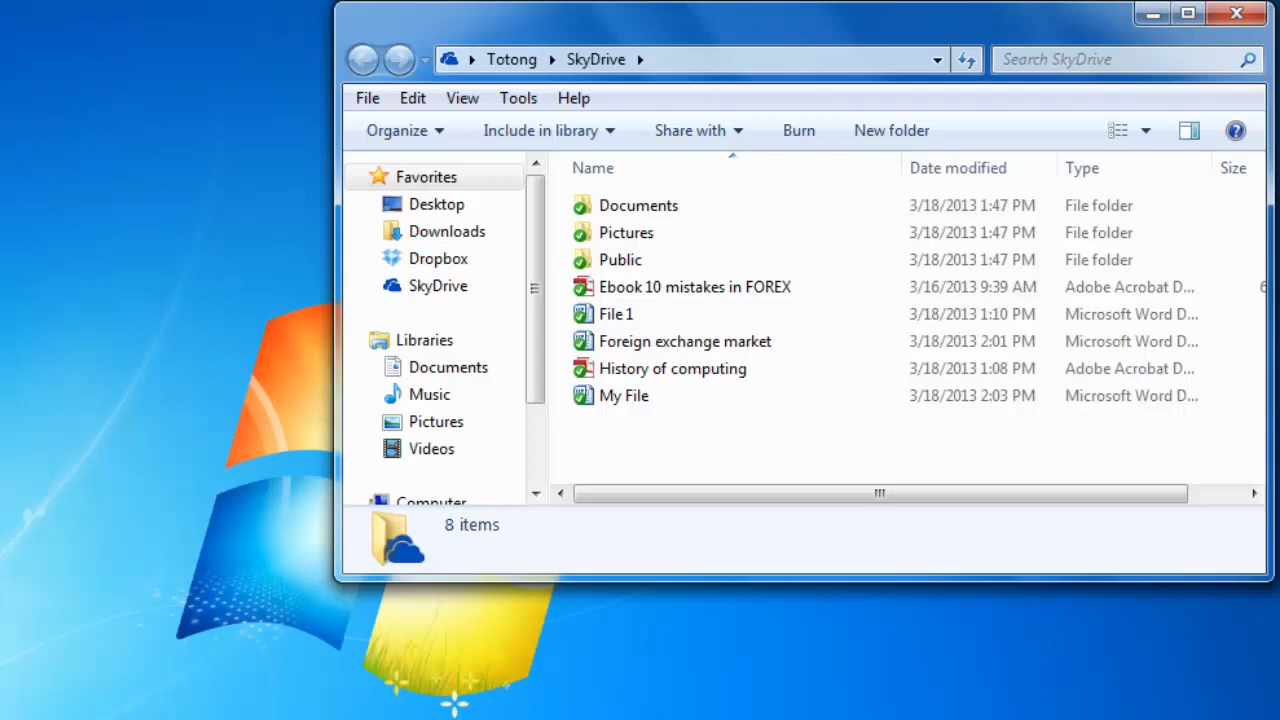 Totong SkyDrive Search SkyDrive
File Edit View Tools Help
Organize Include in library Share with Burn New folder
Favorites
Desktop
Downloads
Dropbox
SkyDrive
Libraries
Documents
Music
Pictures
Videos
Computer
Name Date modified Type Size
Documents 3/18/2013 1:47 PM File folder
Pictures 3/18/2013 1:47 PM File folder
Public 3/18/2013 1:47 PM File folder
Ebook 10 mistakes in FOREX 3/16/2013 9:39 AM Adobe Acrobat D... 6
File 1 3/18/2013 1:10 PM Microsoft Word D...
Foreign exchange market 3/18/2013 2:01 PM Microsoft Word D...
History of computing 3/18/2013 1:08 PM Adobe Acrobat D...
My File 3/18/2013 2:03 PM Microsoft Word D...
8 items